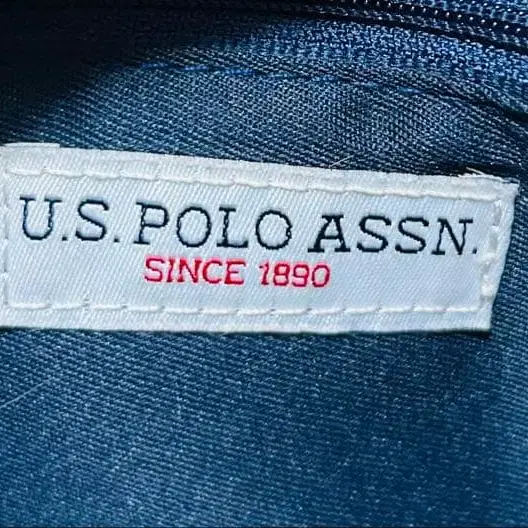 U.S. POLO ASSN.
SINCE 1890